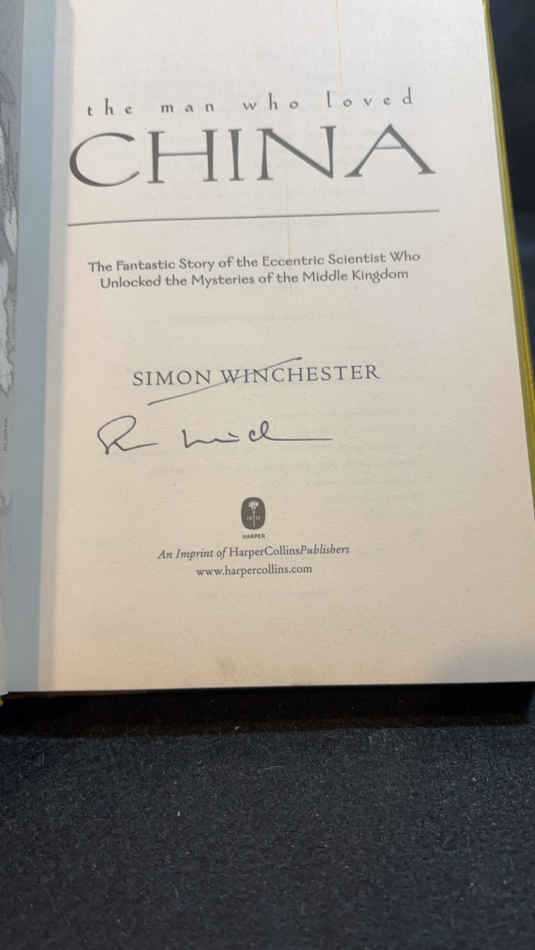 the man who loved
CHINA
The Fantastic Story of the Eccentric Scientist Who
Unlocked the Mysteries of the Middle Kingdom
SIMON WINCHESTER
HARPER
An Imprint of HarperCollinsPublishers
www.harpercollins.com